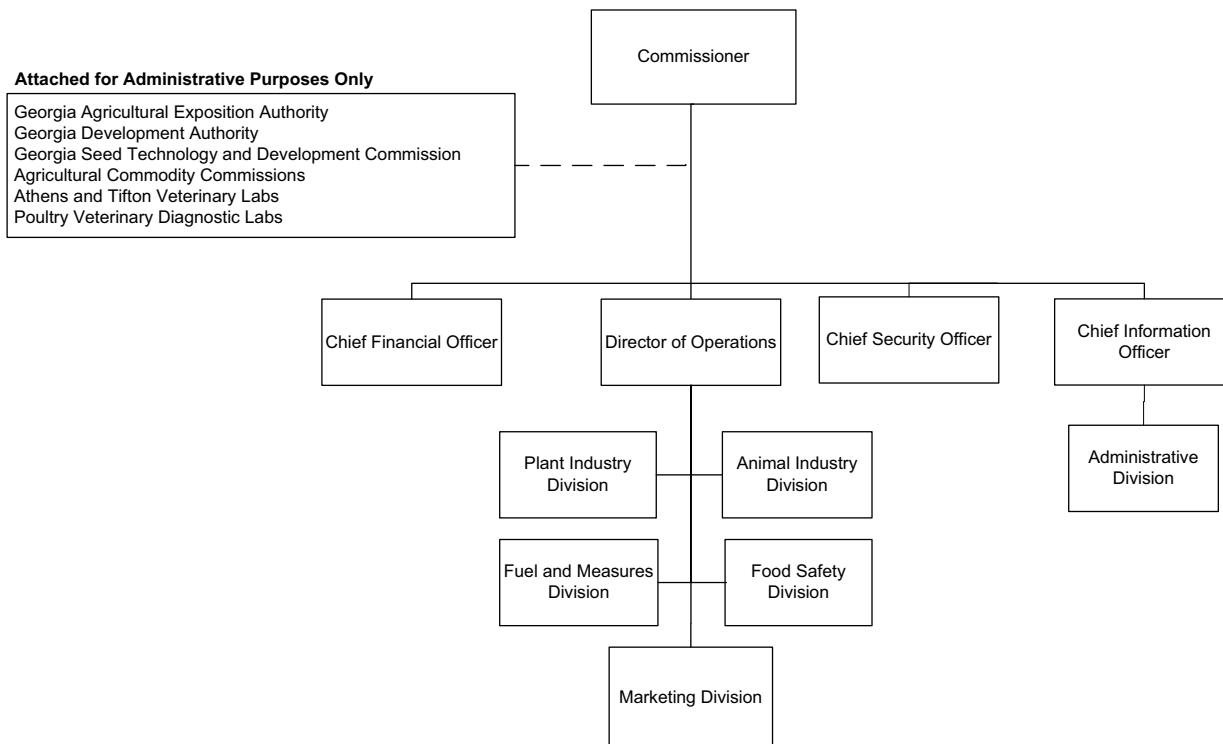 Commissioner
Attached for Administrative Purposes Only
Georgia Agricultural Exposition Authority
Georgia Development Authority
Georgia Seed Technology and Development Commission
Agricultural Commodity Commissions
Athens and Tifton Veterinary Labs
Poultry Veterinary Diagnostic Labs
Chief Financial Officer
Director of Operations
Chief Security Officer
Chief Information
Officer
Plant Industry
Division
Animal Industry
Division
Administrative
Division
Fuel and Measures
Division
Food Safety
Division
Marketing Division